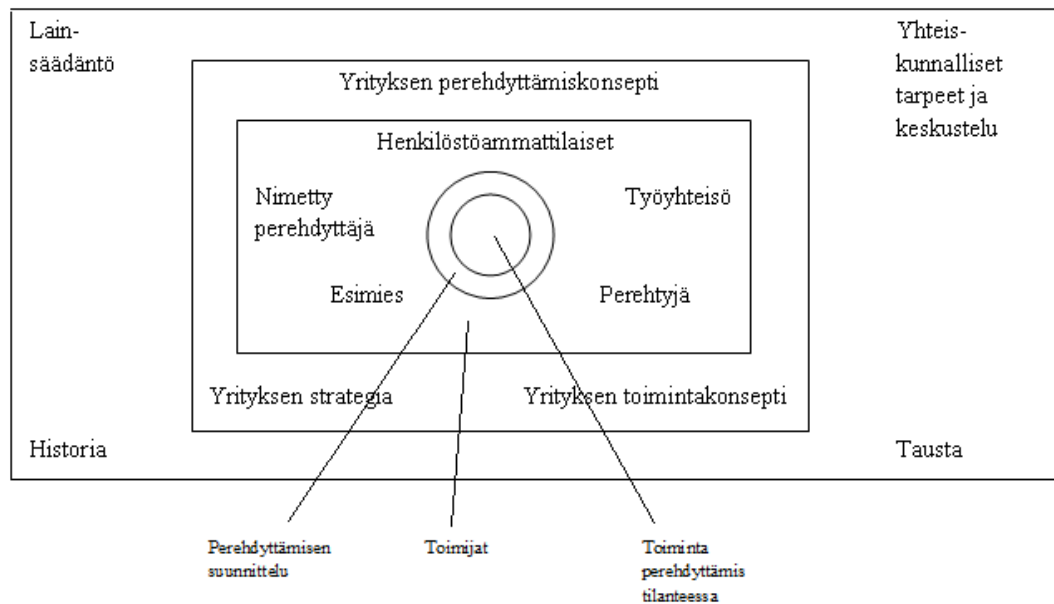 Lain-
säädäntö
Yhteis-
kunnalliset
tarpeet ja
keskustelu
Yrityksen perehdyttämiskonsepti
Henkilöstöammattilaiset
Nimetty
perehdyttäjä
Työyhteisö
Esimies
Perehtyjä
Yrityksen strategia
Yrityksen toimintakonsepti
Historia
Tausta
Perehdyttämisen
suunnittelu
Toimijat
Toiminta
perehdyttämis
tilanteessa